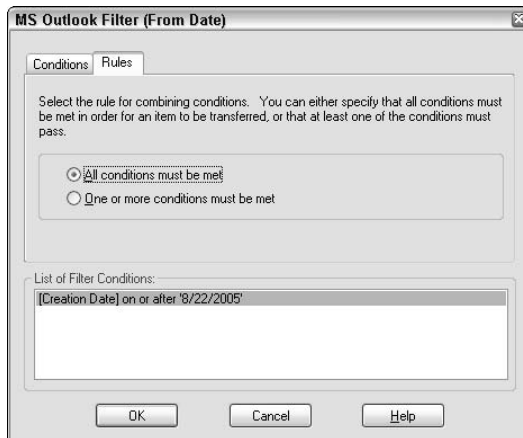 MS Outlook Filter (From Date)
Conditions
Rules
Select the rule for combining conditions. You can either specify that all conditions must
be met in order for an item to be transferred, or that at least one of the conditions must
pass.
All conditions must be met
One or more conditions must be met
List of Filter Conditions:
[Creation Date] on or after '8/22/2005'
OK
Cancel
Help